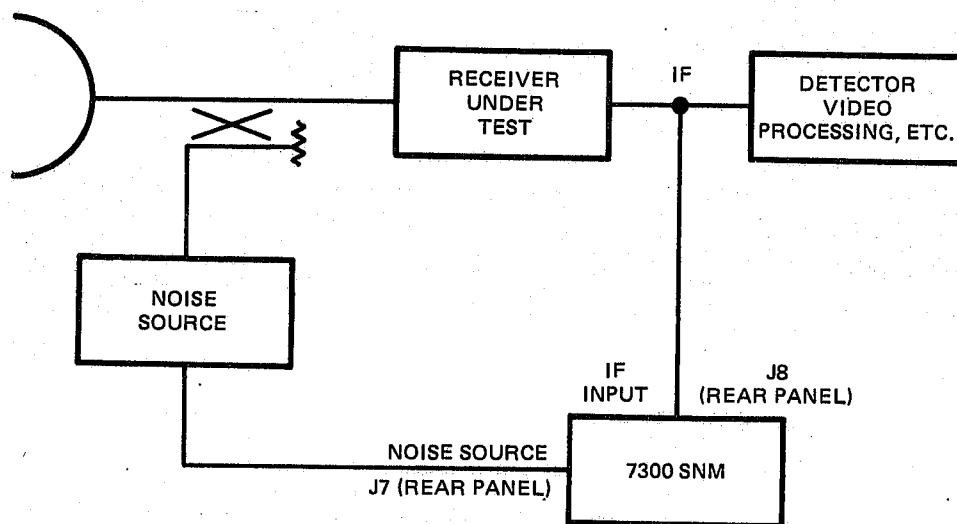 RECEIVER
UNDER
TEST
IF
DETECTOR
VIDEO
PROCESSING, ETC.
NOISE
SOURCE
IF
INPUT
J8
(REAR PANEL)
NOISE SOURCE
J7 (REAR PANEL)
7300 SNM